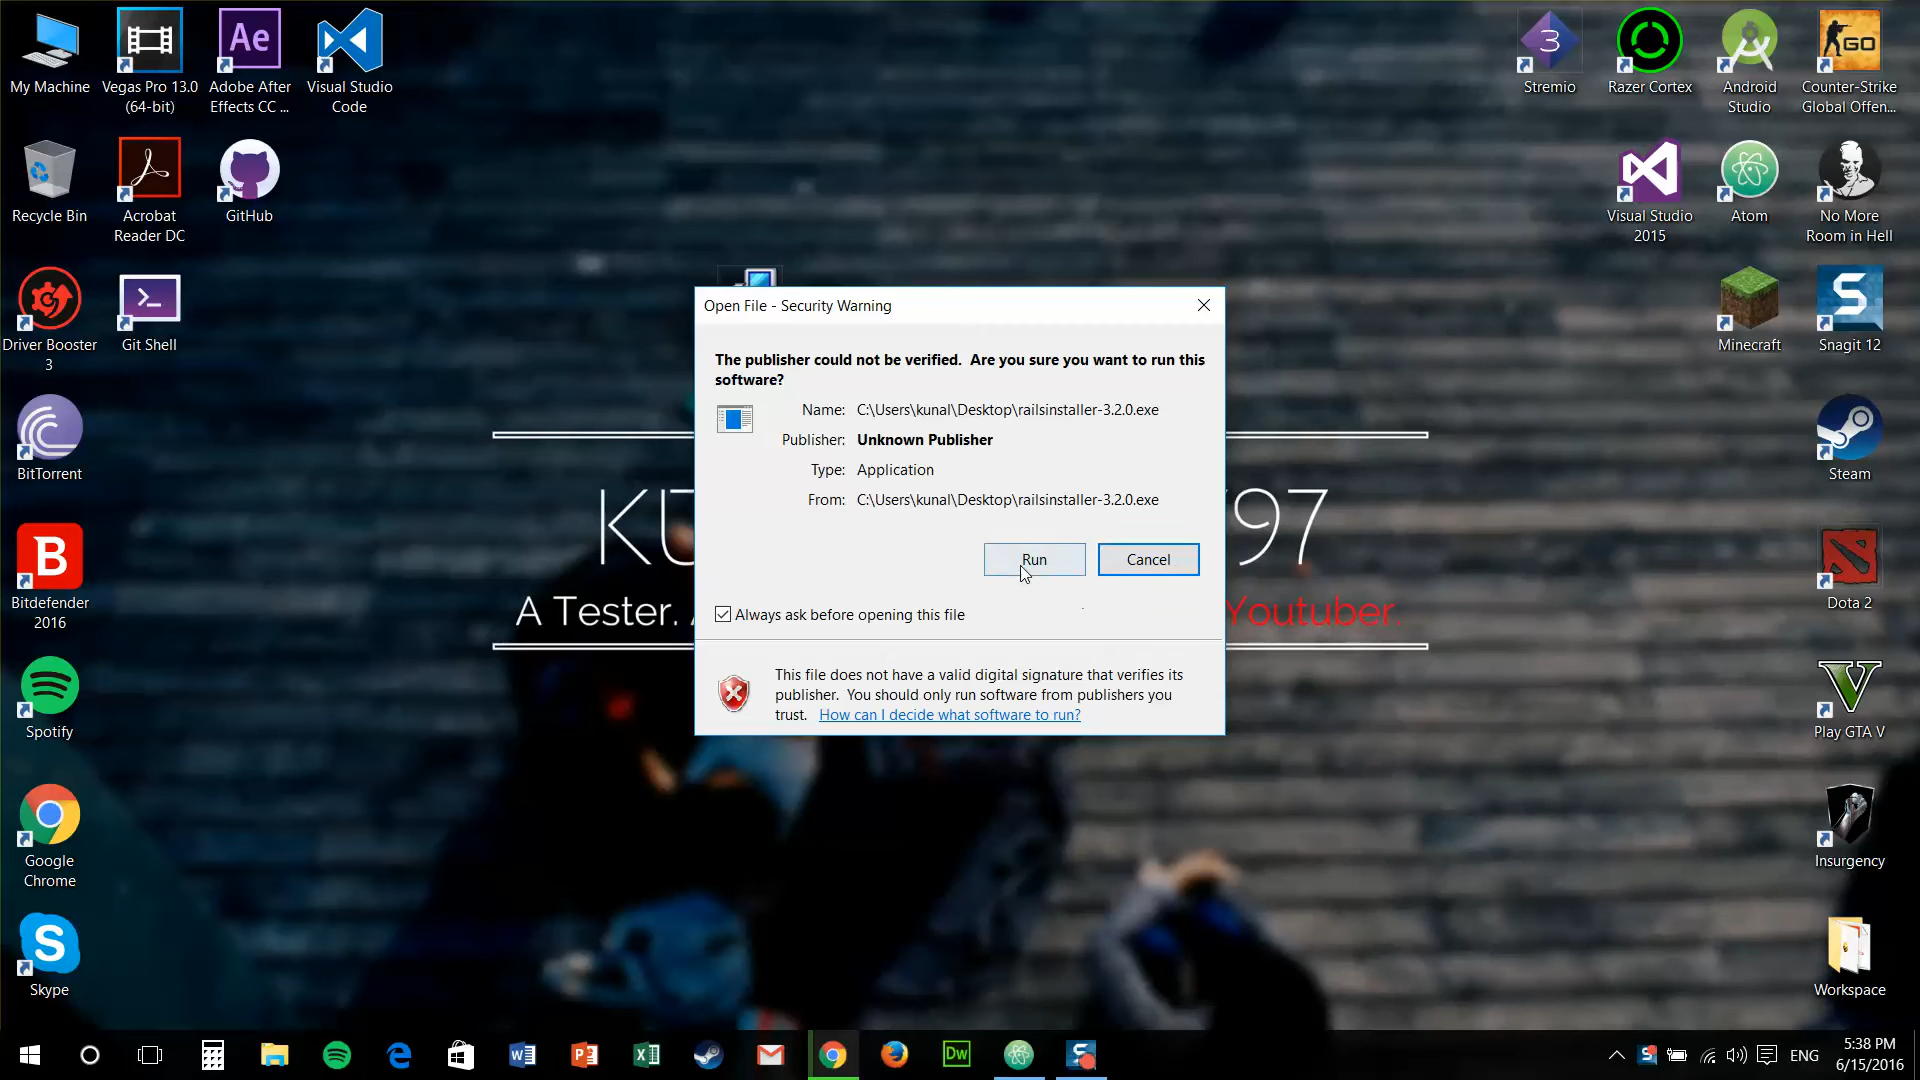 My Machine
Vegas Pro 13.0
(64-bit)
Adobe After
Effects CC ...
Visual Studio
Code
Stremio
Razer Cortex
Android
Studio
Counter-Strike
Global Offen...
Recycle Bin
Acrobat
Reader DC
GitHub
Visual Studio
2015
Atom
No More
Room in Hell
Driver Booster
3
Git Shell
Minecraft
Snagit 12
BitTorrent
Steam
Bitdefender
2016
Dota 2
Spotify
Play GTA V
Google
Chrome
Insurgency
Skype
Workspace
Ae
3
GO
S
B
S
Open File - Security Warning
The publisher could not be verified. Are you sure you want to run this
software?
Name: C:\Users\kunal\Desktop\railsinstaller-3.2.0.exe
Publisher: Unknown Publisher
Type: Application
From: C:\Users\kunal\Desktop\railsinstaller-3.2.0.exe
Run
Cancel
Always ask before opening this file
This file does not have a valid digital signature that verifies its
publisher. You should only run software from publishers you
trust. How can I decide what software to run?
97
A Tester.
Youtuber.
Dw
ENG
5:38 PM
6/15/2016